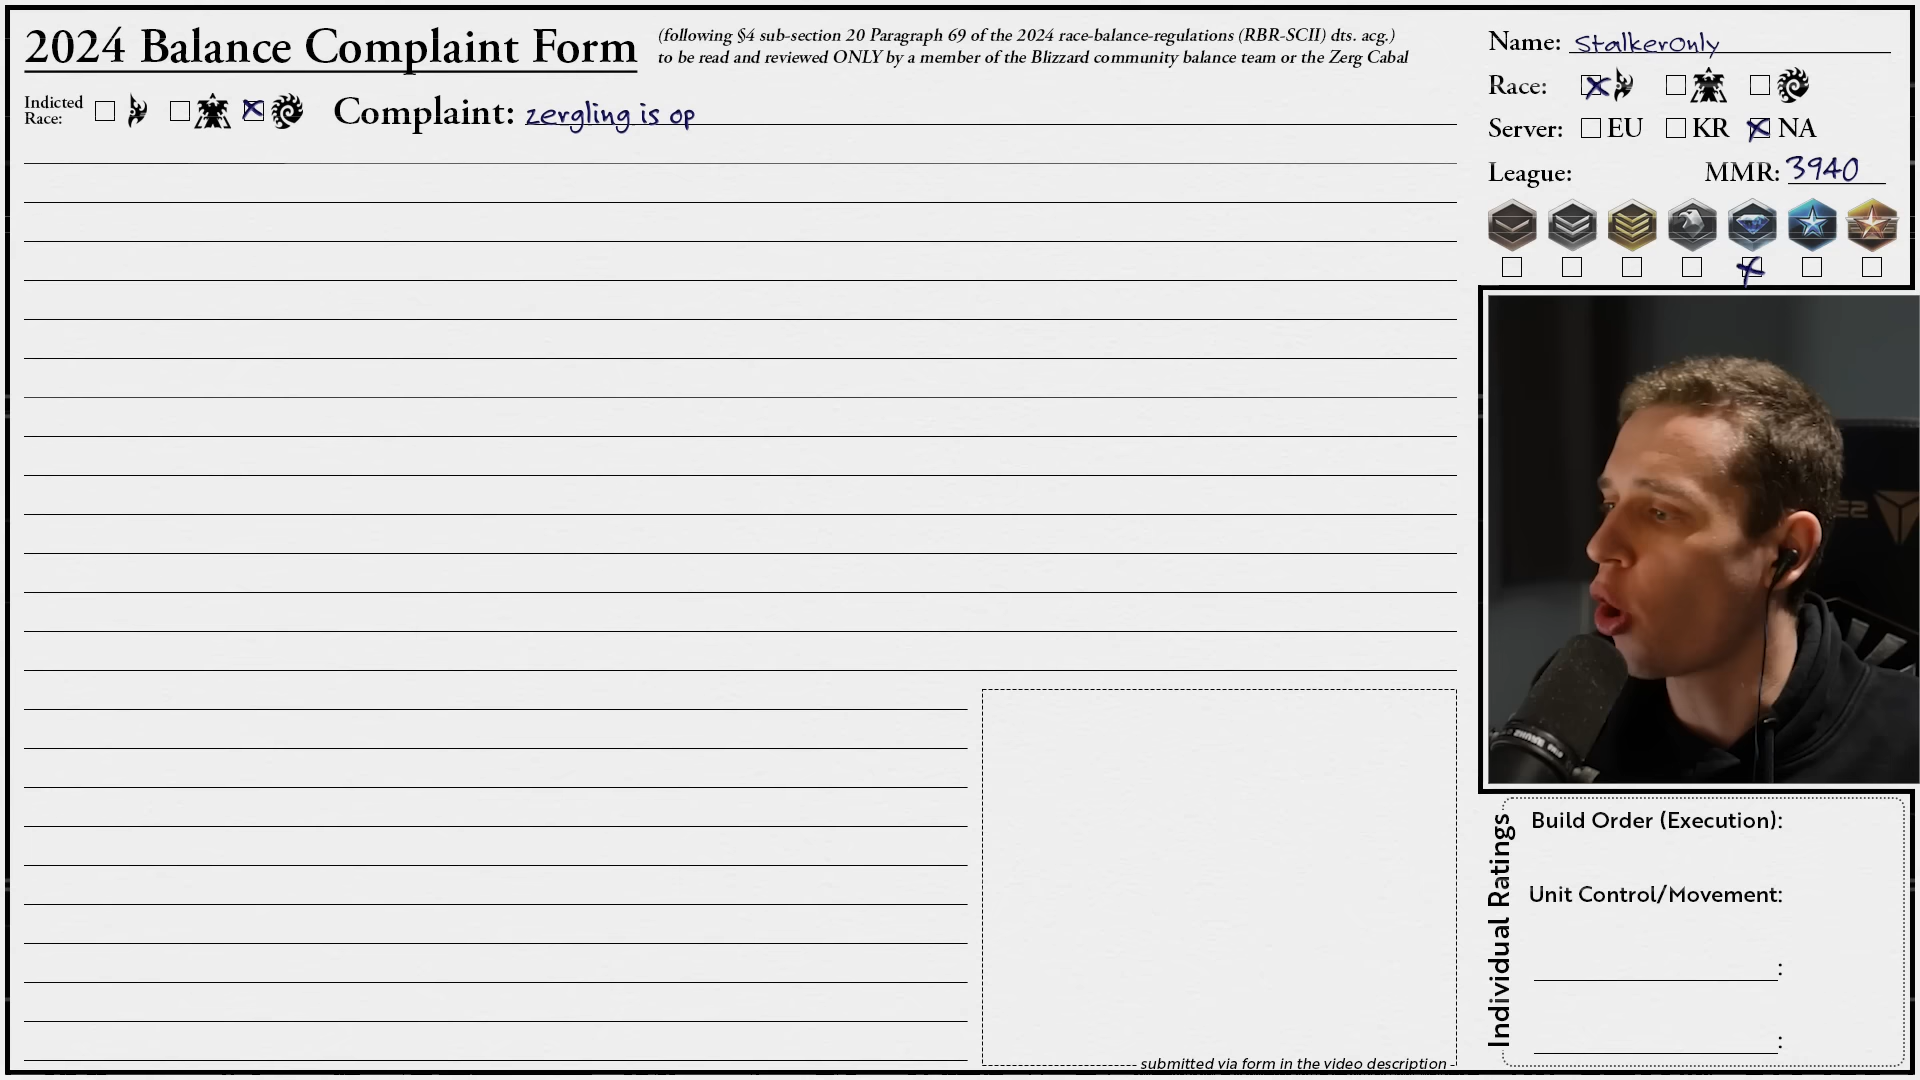 2024 Balance Complaint Form
(following $4 sub-section 20 Paragraph 69 of the 2024 race-balance-regulations (RBR-SCII) dts. acg.)
to be read and reviewed ONLY by a member of the Blizzard community balance team or the Zerg Cabal
Indicted
Race:
Complaint: zergling is op
Name: StalkerOnly
Race:
Server: EU KR NA
League: MMR: 3940
Individual Ratings
Build Order (Execution):
Unit Control/Movement:
:
:
submitted via form in the video description